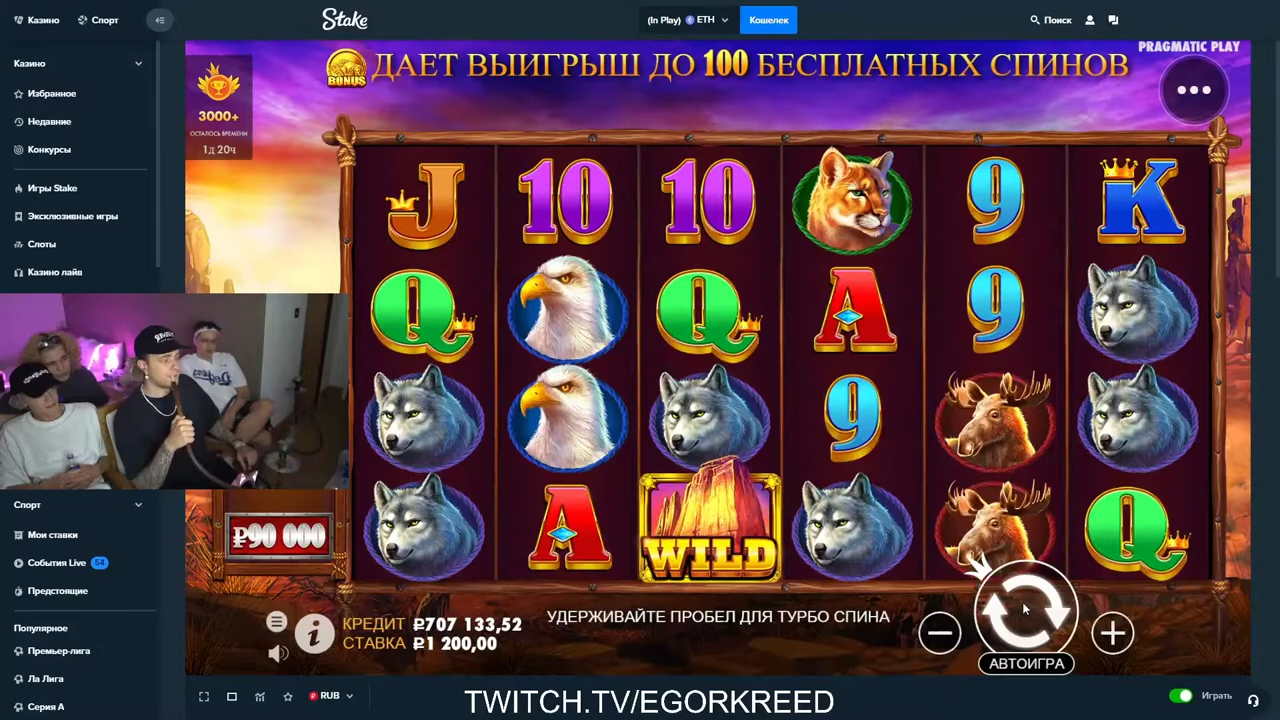 Казино
Спорт
Stake
(In Play) ETH
Кошелек
Поиск
Казино
Избранное
Недавние
Конкурсы
Игры Stake
Эксклюзивные игры
Слоты
Казино лайв
Спорт
Мои ставки
События Live 54
Предстоящие
Популярное
Премьер-лига
Ла Лига
Серия А
PRAGMATIC PLAY
BONUS ДАЕТ ВЫИГРЫШ ДО 100 БЕСПЛАТНЫХ СПИНОВ
3000+
ОСТАЛОСЬ ВРЕМЕНИ
1д 20ч
J 10 10 9 K
Q Q A 9
9
A WILD Q
₽90 000
КРЕДИТ ₽707 133,52
СТАВКА ₽1 200,00
УДЕРЖИВАЙТЕ ПРОБЕЛ ДЛЯ ТУРБО СПИНА
АВТОИГРА
RUB
TWITCH.TV/EGORKREED
Играть